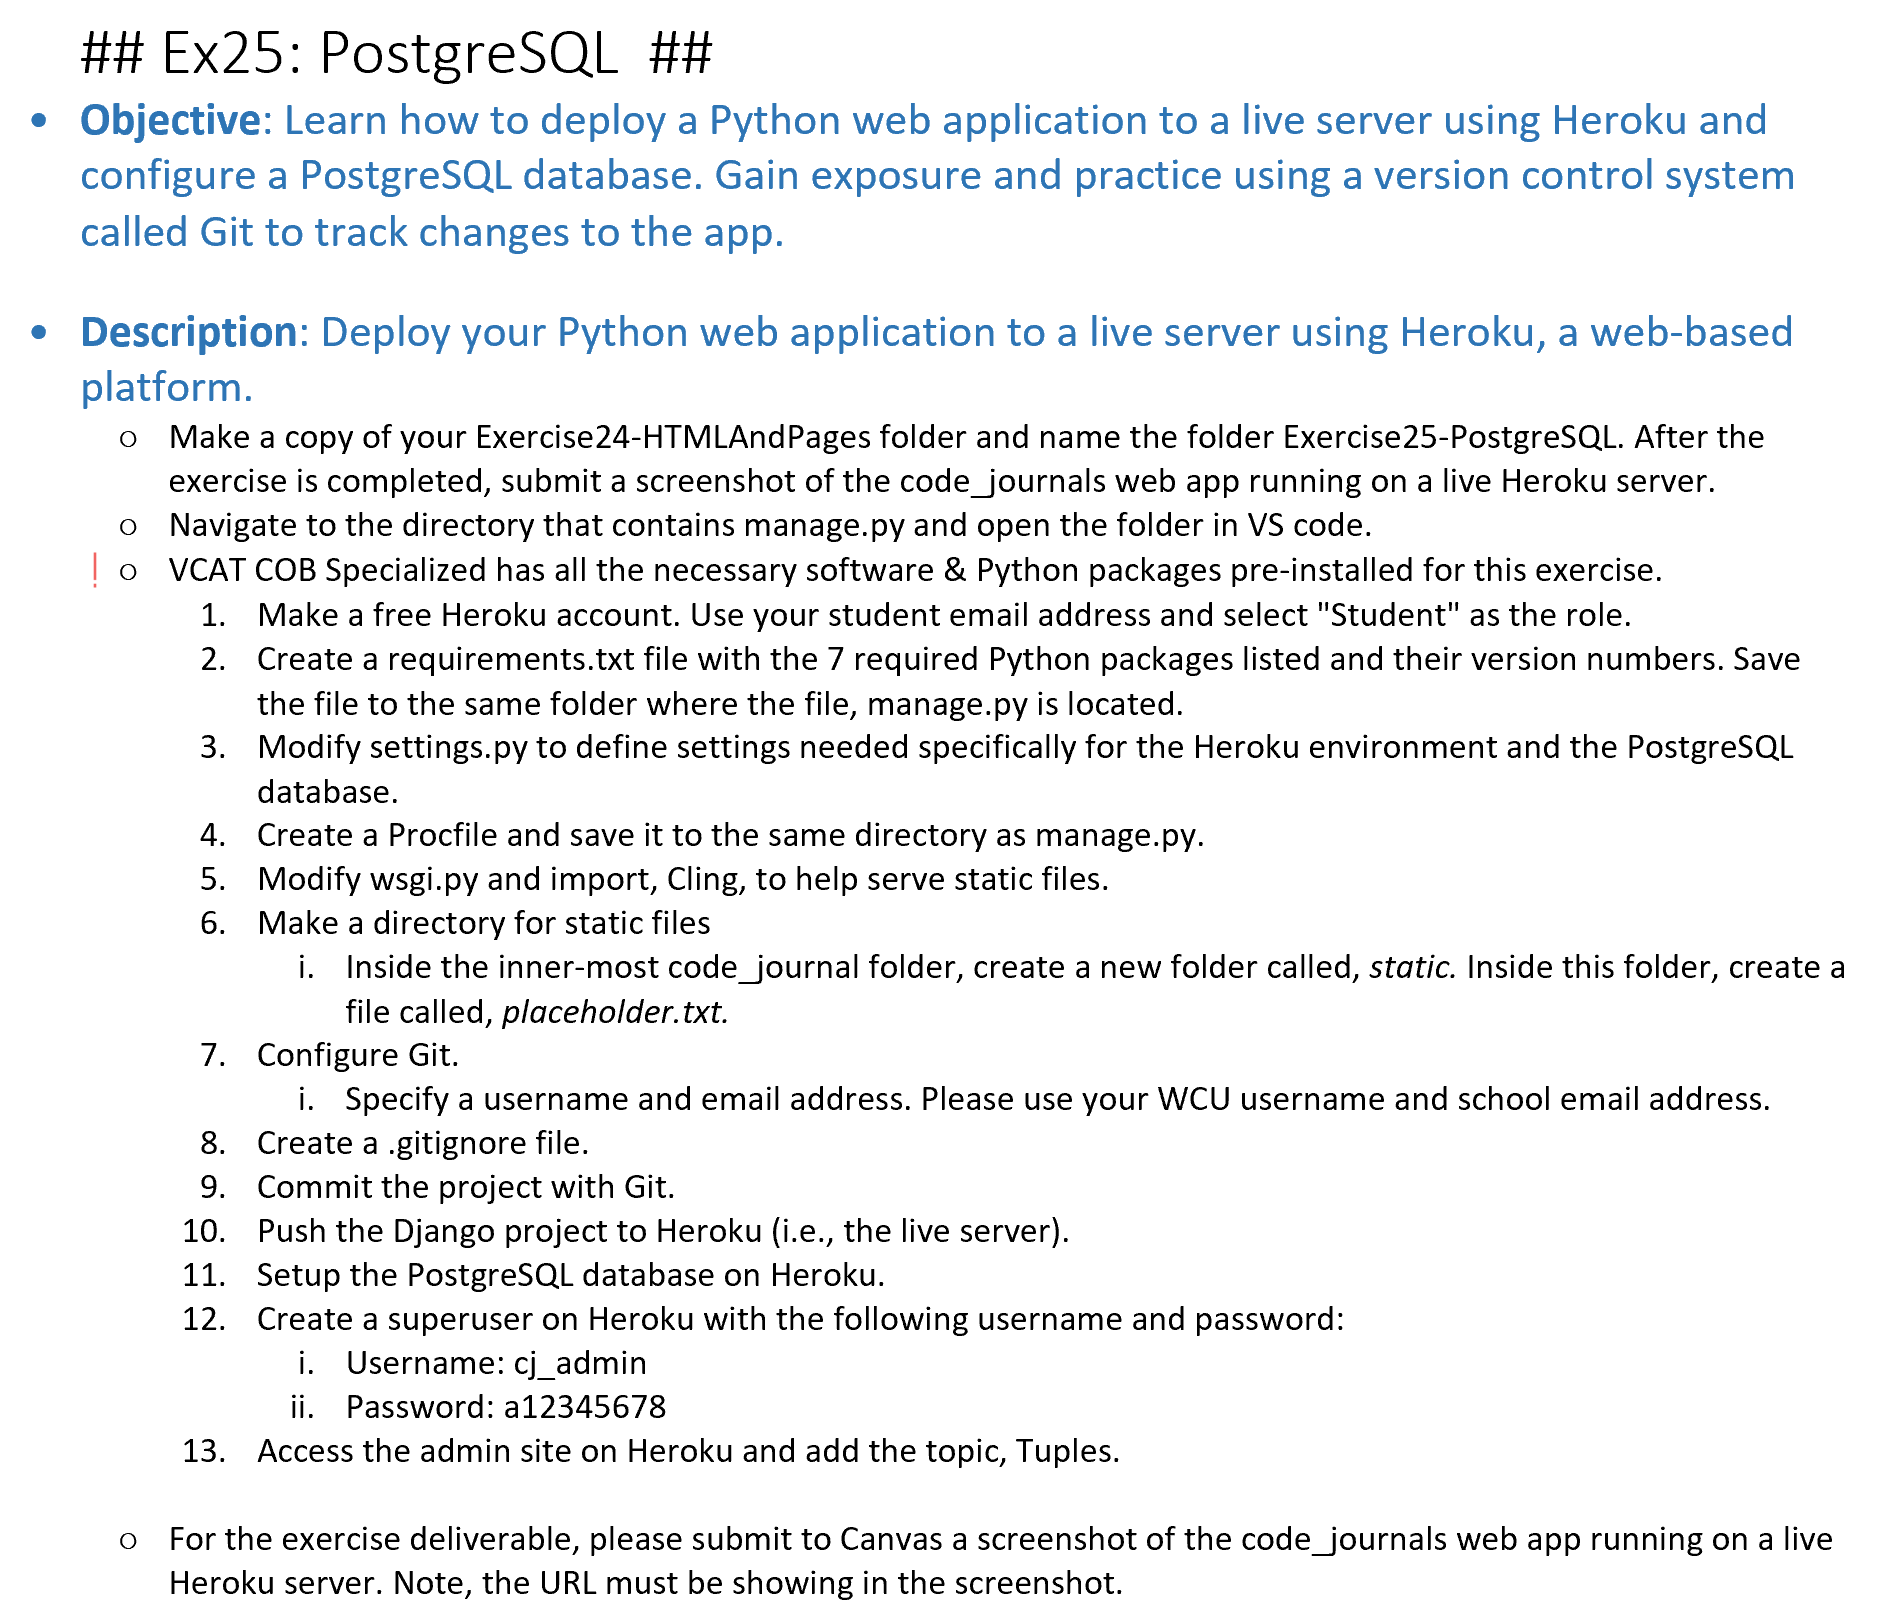 ## Ex25: PostgreSQL  ##
• Objective: Learn how to deploy a Python web application to a live server using Heroku and
configure a PostgreSQL database. Gain exposure and practice using a version control system
called Git to track changes to the app.
• Description: Deploy your Python web application to a live server using Heroku, a web-based
platform.
○ Make a copy of your Exercise24-HTMLAndPages folder and name the folder Exercise25-PostgreSQL. After the
exercise is completed, submit a screenshot of the code_journals web app running on a live Heroku server.
○ Navigate to the directory that contains manage.py and open the folder in VS code.
! ○ VCAT COB Specialized has all the necessary software & Python packages pre-installed for this exercise.
1. Make a free Heroku account. Use your student email address and select "Student" as the role.
2. Create a requirements.txt file with the 7 required Python packages listed and their version numbers. Save
the file to the same folder where the file, manage.py is located.
3. Modify settings.py to define settings needed specifically for the Heroku environment and the PostgreSQL
database.
4. Create a Procfile and save it to the same directory as manage.py.
5. Modify wsgi.py and import, Cling, to help serve static files.
6. Make a directory for static files
i. Inside the inner-most code_journal folder, create a new folder called, static. Inside this folder, create a
file called, placeholder.txt.
7. Configure Git.
i. Specify a username and email address. Please use your WCU username and school email address.
8. Create a .gitignore file.
9. Commit the project with Git.
10. Push the Django project to Heroku (i.e., the live server).
11. Setup the PostgreSQL database on Heroku.
12. Create a superuser on Heroku with the following username and password:
i. Username: cj_admin
ii. Password: a12345678
13. Access the admin site on Heroku and add the topic, Tuples.
○ For the exercise deliverable, please submit to Canvas a screenshot of the code_journals web app running on a live
Heroku server. Note, the URL must be showing in the screenshot.